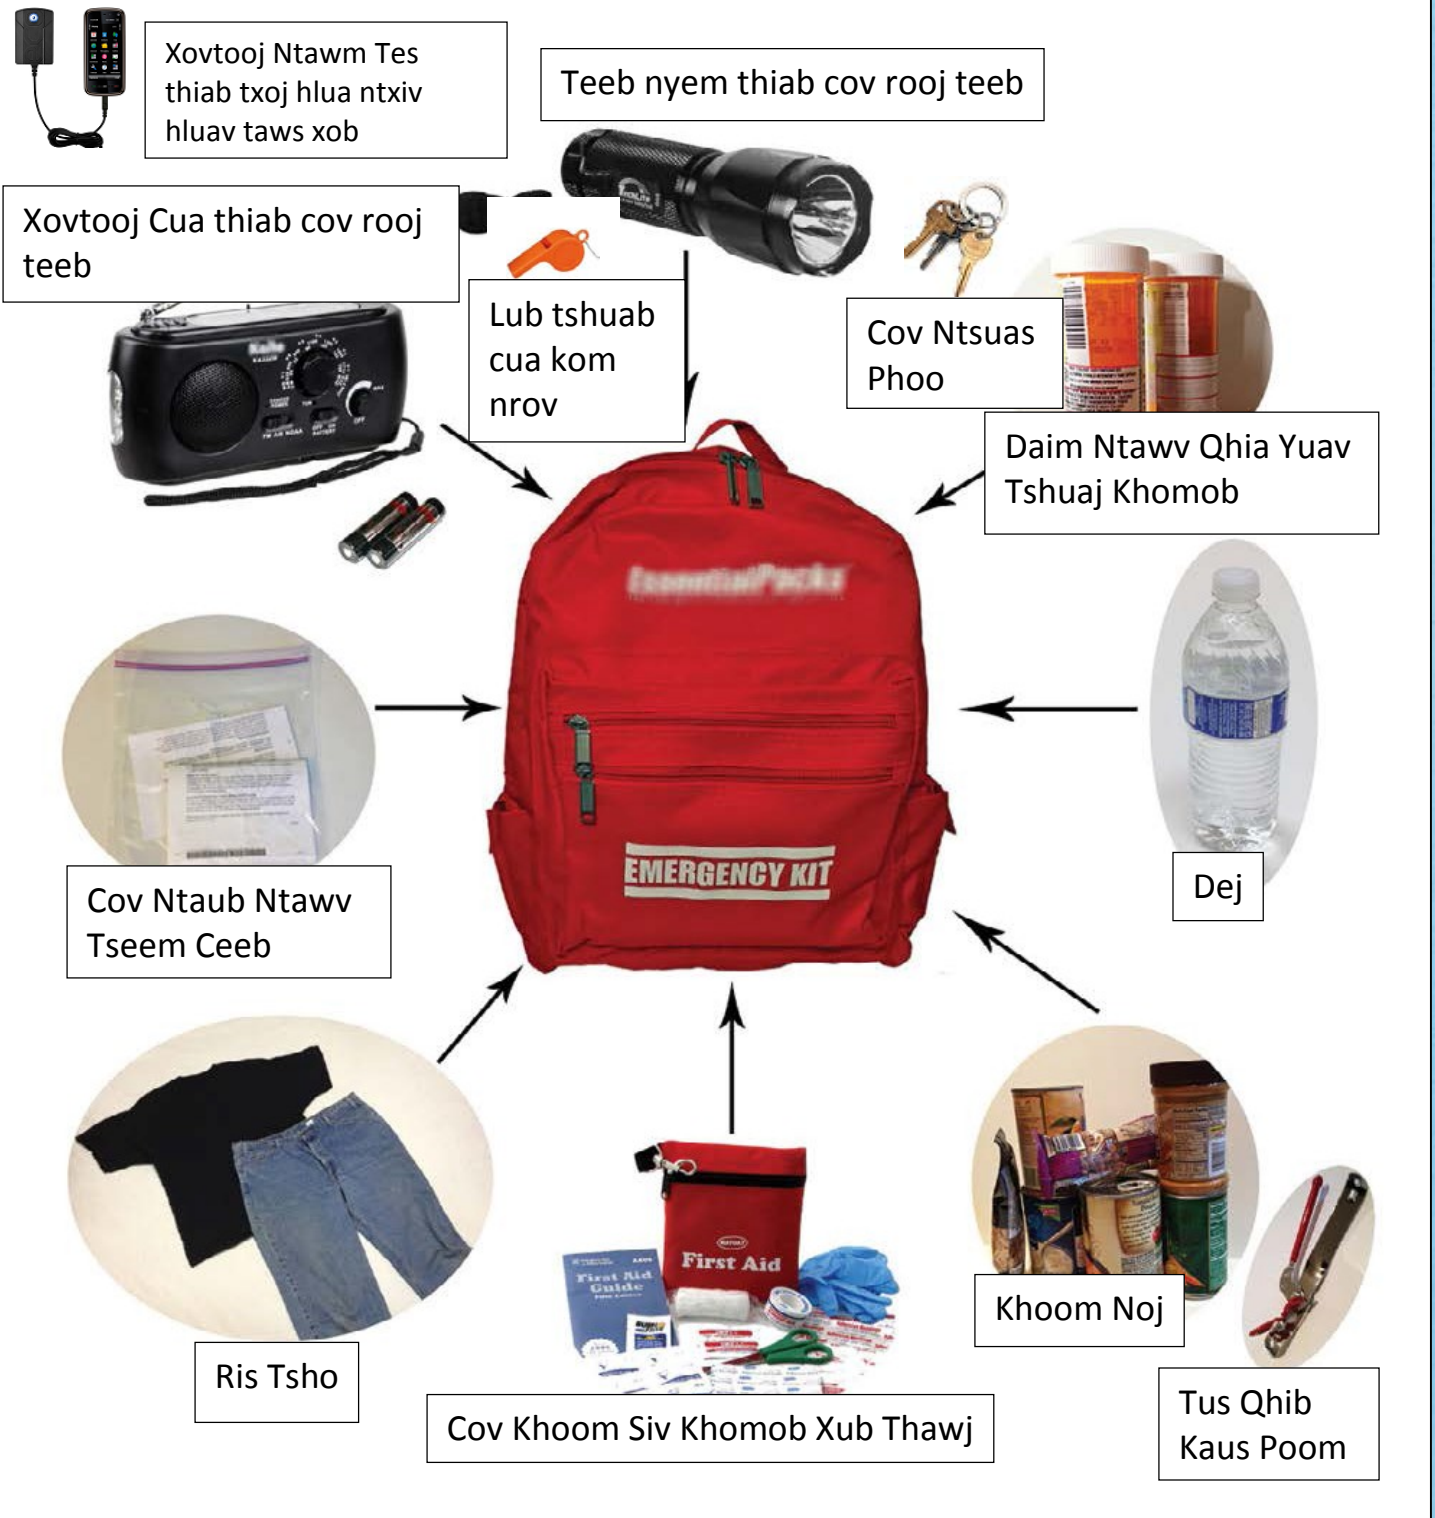 Xovtooj Ntawm Tes
thiab txoj hlua ntxiv
hluav taws xob
Teeb nyem thiab cov rooj teeb
Xovtooj Cua thiab cov rooj
teeb
Lub tshuab
cua kom
nrov
Cov Ntsuas
Phoo
Daim Ntawv Qhia Yuav
Tshuaj Khomob
EMERGENCY KIT
Cov Ntaub Ntawv
Tseem Ceeb
Dej
First Aid
First Aid
Guide
Khoom Noj
Ris Tsho
Cov Khoom Siv Khomob Xub Thawj
Tus Qhib
Kaus Poom